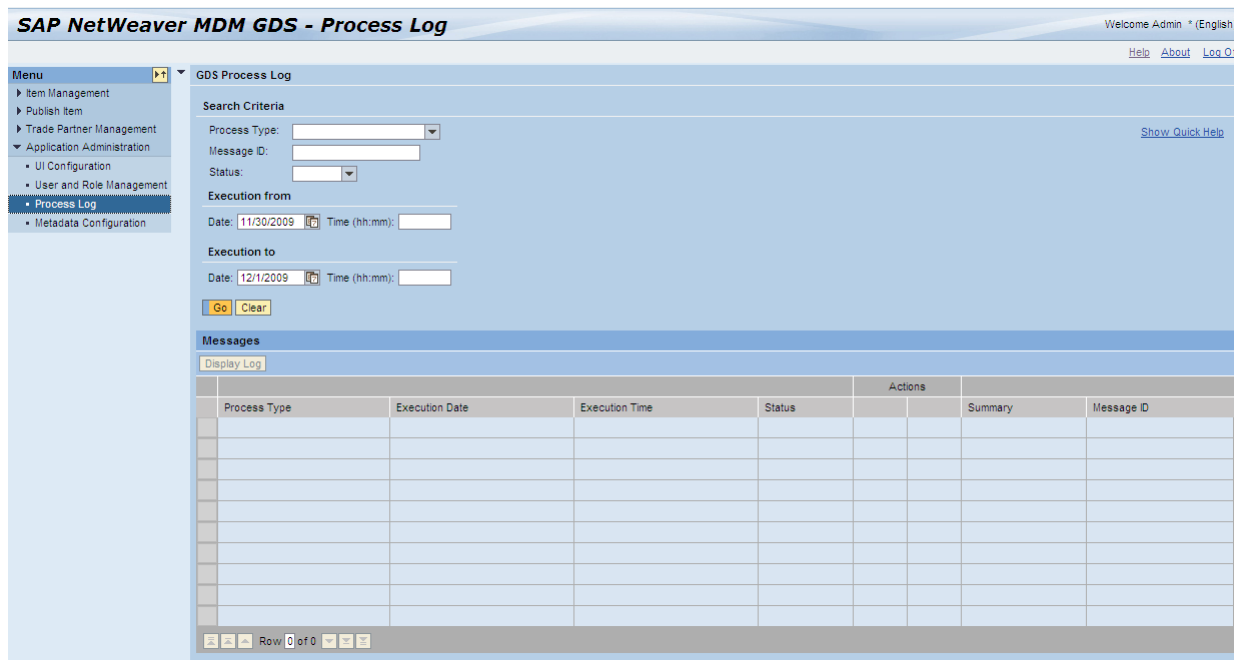 SAP NetWeaver MDM GDS - Process Log
Welcome Admin * (English
Help About Log O
Menu
Item Management
Publish Item
Trade Partner Management
Application Administration
UI Configuration
User and Role Management
Process Log
Metadata Configuration
GDS Process Log
Search Criteria
Show Quick Help
Process Type:
Message ID:
Status:
Execution from
Date: 11/30/2009 Time (hh:mm):
Execution to
Date: 12/1/2009 Time (hh:mm):
Go Clear
Messages
Display Log
Actions
Process Type Execution Date Execution Time Status Summary Message ID
Row 0 of 0